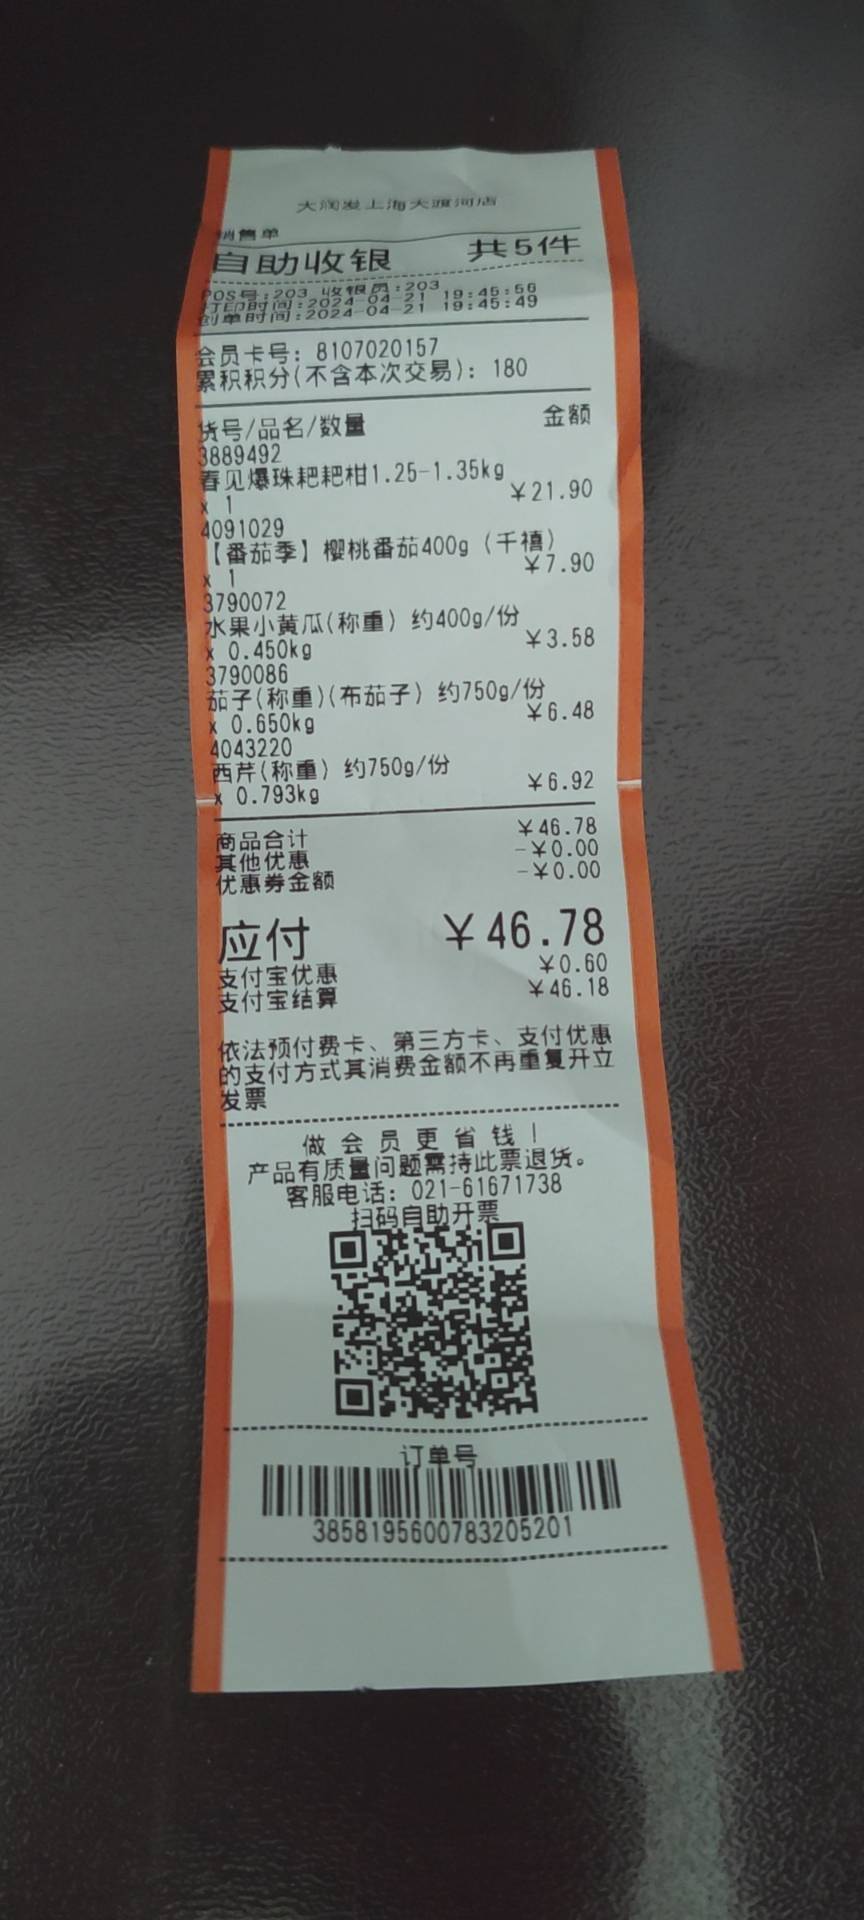 大润发上海大渡河店
销售单
自助收银 共5件
POS号:203 收银员:203
打印时间:2024-04-21 19:45:56
创单时间:2024-04-21 19:45:49
会员卡号: 8107020157
累积积分(不含本次交易): 180
货号/品名/数量 金额
3889492
春见爆珠耙耙柑1.25-1.35kg
x 1 ¥21.90
4091029
【番茄季】樱桃番茄400g (千禧)
x 1 ¥7.90
3790072
水果小黄瓜(称重) 约400g/份
x 0.450kg ¥3.58
3790086
茄子(称重)(布茄子) 约750g/份
x 0.650kg ¥6.48
4043220
西芹(称重) 约750g/份
x 0.793kg ¥6.92
商品合计 ¥46.78
其他优惠 -¥0.00
优惠券金额 -¥0.00
应付 ¥46.78
支付宝优惠 ¥0.60
支付宝结算 ¥46.18
依法预付费卡、第三方卡、支付优惠
的支付方式其消费金额不再重复开立
发票
做会员更省钱!
产品有质量问题需持此票退货。
客服电话: 021-61671738
扫码自助开票
订单号
3858195600783205201